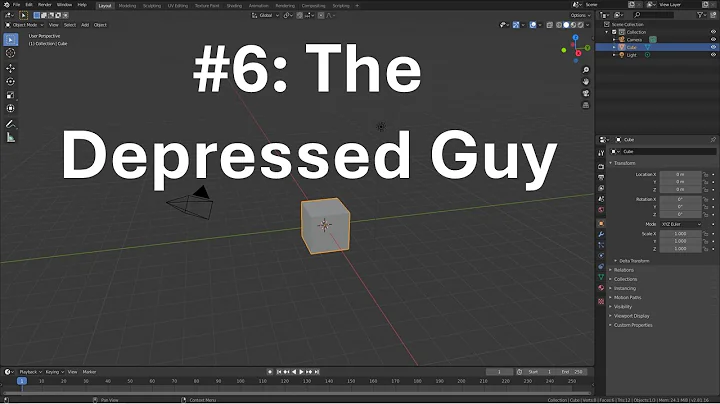 File Edit Render Window Help Layout Modeling Sculpting UV Editing Texture Paint Shading Animation Rendering Compositing Scripting + Scene View Layer
Global Options
Object Mode View Select Add Object
User Perspective
(1) Collection | Cube
#6: The
Depressed Guy
Scene Collection
Collection
Camera
Cube
Light
Cube
Cube
Transform
Location X 0 m
Y 0 m
Z 0 m
Rotation X 0°
Y 0°
Z 0°
Mode XYZ Euler
Scale X 1.000
Y 1.000
Z 1.000
Delta Transform
Relations
Collections
Instancing
Motion Paths
Visibility
Viewport Display
Custom Properties
Playback Keying View Marker 1 Start 1 End 250
1 10 20 30 40 50 60 70 80 90 100 110 120 130 140 150 160 170 180 190 200 210 220 230 240 250
Pan View Context Menu Collection | Cube | Verts:8 | Faces:6 | Tris:12 | Objects:1/3 | Mem: 24.3 MiB | v2.81.16